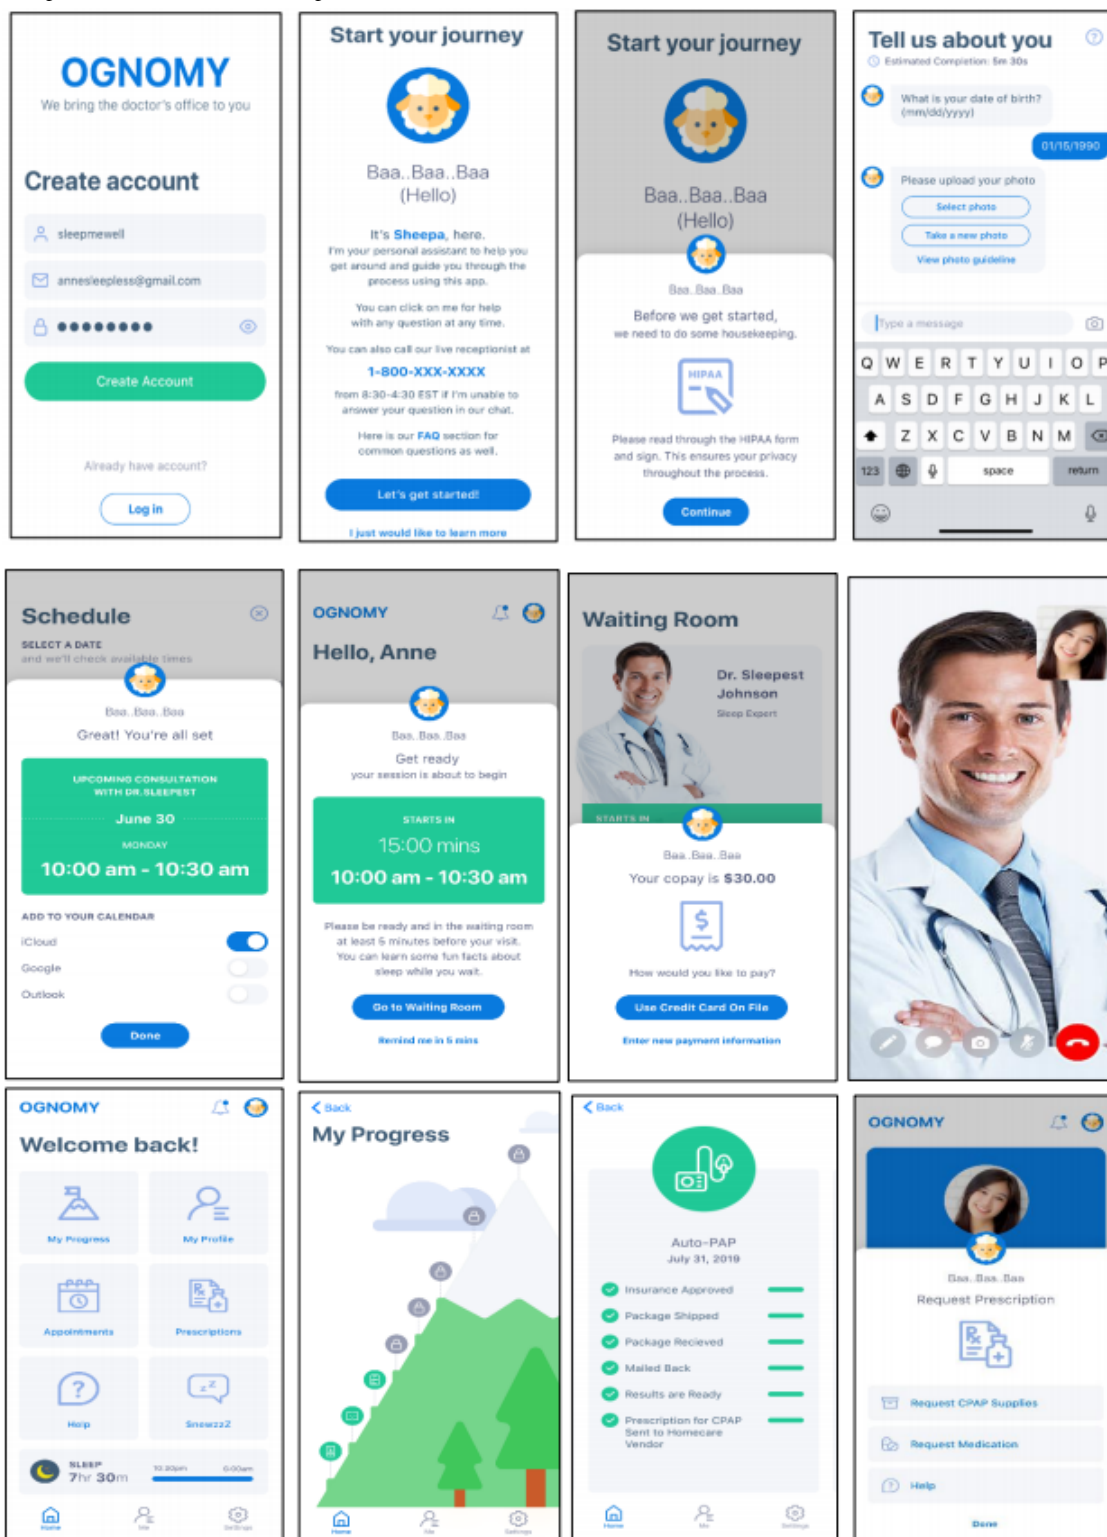 OGNOMY
We bring the doctor's office to you
Create account
sleepmewell
annesleepless@gmail.com
Create Account
Already have account?
Log in
Start your journey
Baa..Baa..Baa
(Hello)
It's Sheepa, here.
I'm your personal assistant to help you
get around and guide you through the
process using this app.
You can click on me for help
with any question at any time.
You can also call our live receptionist at
1-800-XXX-XXXX
from 8:30-4:30 EST if I'm unable to
answer your question in our chat.
Here is our FAQ section for
common questions as well.
Let's get started!
I just would like to learn more
Start your journey
Baa..Baa..Baa
(Hello)
Baa..Baa..Baa
Before we get started,
we need to do some housekeeping.
HIPAA
Please read through the HIPAA form
and sign. This ensures your privacy
throughout the process.
Continue
Tell us about you
?
Estimated Completion: 5m 30s
What is your date of birth?
(mm/dd/yyyy)
01/15/1990
Please upload your photo
Select photo
Take a new photo
View photo guideline
Type a message
Q W E R T Y U I O P
A S D F G H J K L
Z X C V B N M
123 space return
Schedule
SELECT A DATE
and we'll check available times
Baa..Baa..Baa
Great! You're all set
UPCOMING CONSULTATION
WITH DR.SLEEPEST
June 30
MONDAY
10:00 am - 10:30 am
ADD TO YOUR CALENDAR
iCloud
Google
Outlook
Done
OGNOMY
Hello, Anne
Baa..Baa..Baa
Get ready
your session is about to begin
STARTS IN
15:00 mins
10:00 am - 10:30 am
Please be ready and in the waiting room
at least 5 minutes before your visit.
You can learn some fun facts about
sleep while you wait.
Go to Waiting Room
Remind me in 5 mins
Waiting Room
Dr. Sleepest
Johnson
Sleep Expert
STARTS IN
Baa..Baa..Baa
Your copay is $30.00
$
How would you like to pay?
Use Credit Card On File
Enter new payment information
OGNOMY
Welcome back!
My Progress
My Profile
Appointments
Rx
Prescriptions
?
Help
zZ
SnowzzZ
SLEEP
7hr 30m
10:30pm
6:00am
Home
Me
Settings
Back
My Progress
Home
Me
Settings
Back
Auto-PAP
July 31, 2019
Insurance Approved
Package Shipped
Package Recieved
Mailed Back
Results are Ready
Prescription for CPAP
Sent to Homecare
Vendor
Home
Me
Settings
OGNOMY
Baa..Baa..Baa
Request Prescription
Rx
Request CPAP Supplies
Request Medication
?
Help
Done